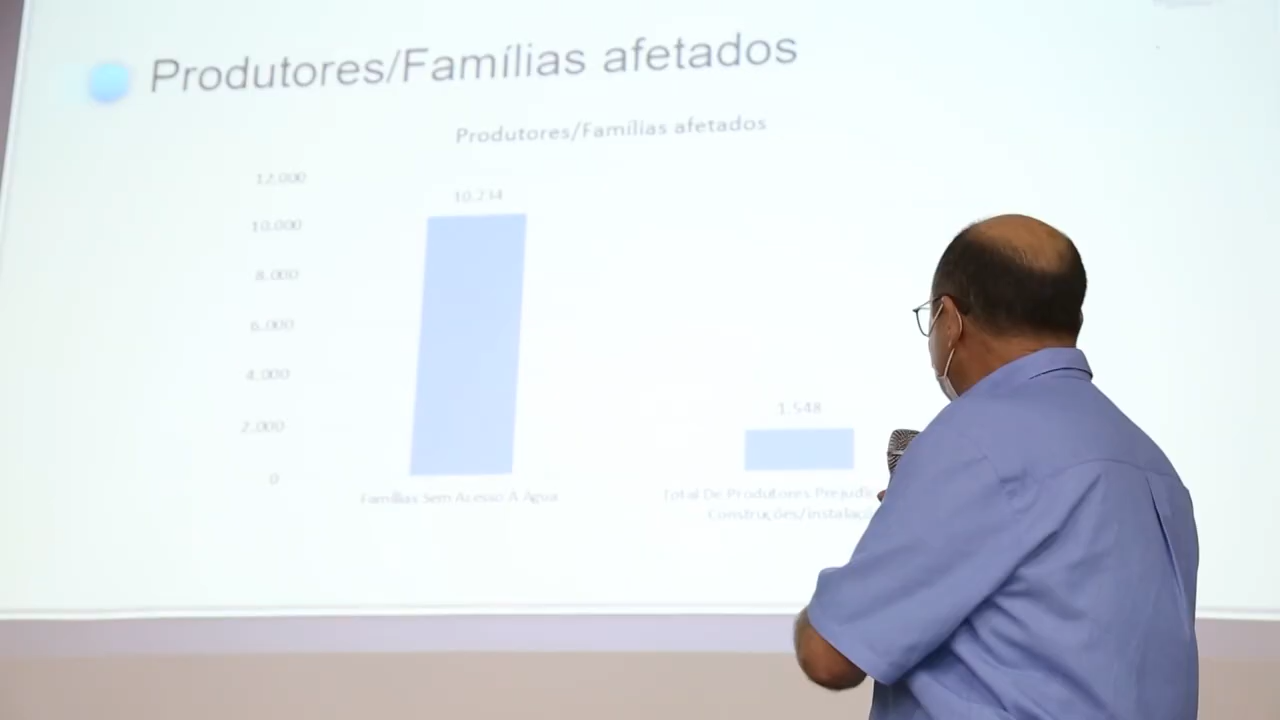 Produtores/Famílias afetados
Produtores/Famílias afetados
12.000
10.234
10.000
8.000
6.000
4.000
2.000
0
1.548
Famílias Sem Acesso A Água
Total De Produtores
Construções/instalaç